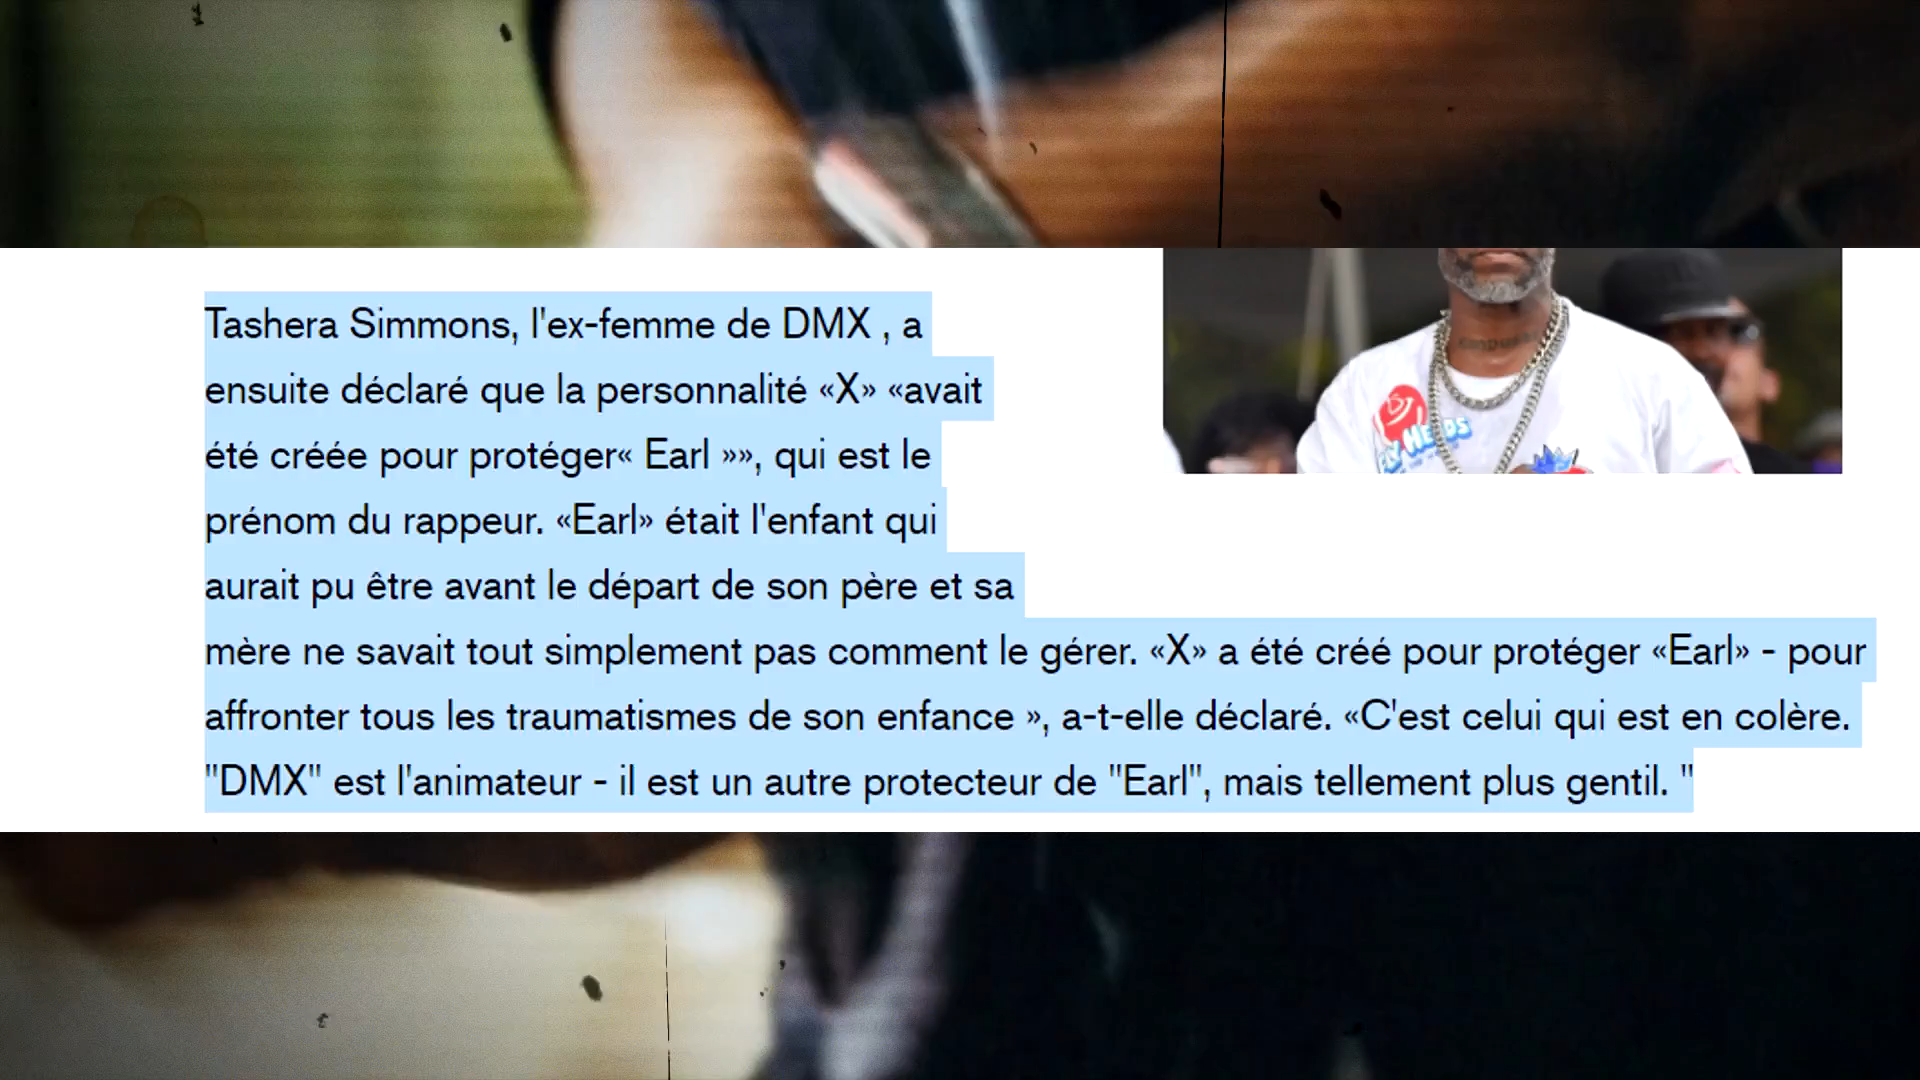 Tashera Simmons, l'ex-femme de DMX , a
ensuite déclaré que la personnalité «X» «avait
été créée pour protéger« Earl »», qui est le
prénom du rappeur. «Earl» était l'enfant qui
aurait pu être avant le départ de son père et sa
mère ne savait tout simplement pas comment le gérer. «X» a été créé pour protéger «Earl» - pour
affronter tous les traumatismes de son enfance », a-t-elle déclaré. «C'est celui qui est en colère.
"DMX" est l'animateur - il est un autre protecteur de "Earl", mais tellement plus gentil. "